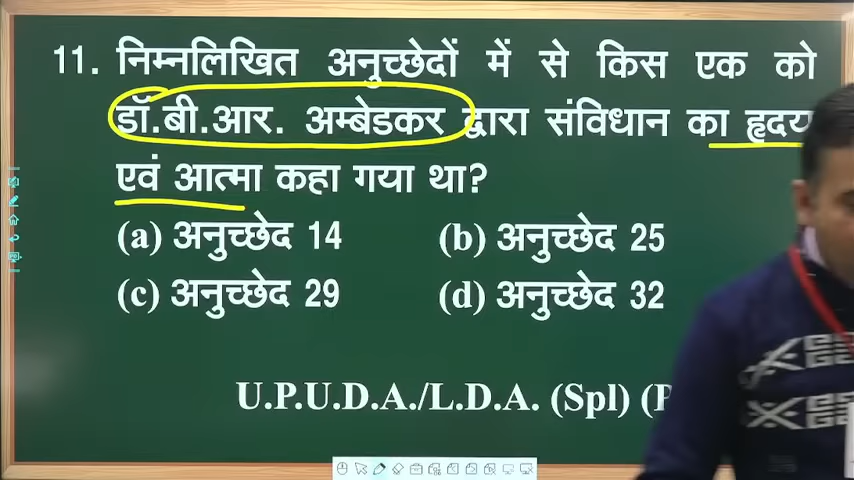 11. निम्नलिखित अनुच्छेदों में से किस एक को
डॉ.बी.आर. अम्बेडकर द्वारा संविधान का हृदय
एवं आत्मा कहा गया था?
(a) अनुच्छेद 14 (b) अनुच्छेद 25
(c) अनुच्छेद 29 (d) अनुच्छेद 32
U.P.U.D.A./L.D.A. (Spl) (P